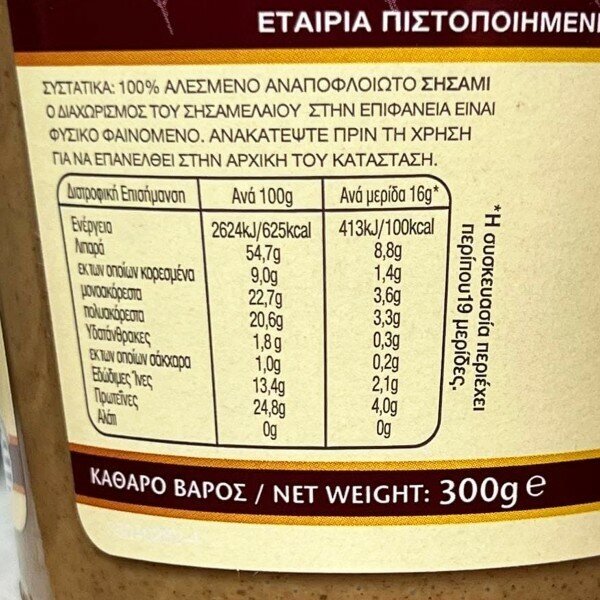 ΕΤΑΙΡΙΑ ΠΙΣΤΟΠΟΙΗΜΕΝ
ΣΥΣΤΑΤΙΚΑ: 100% ΑΛΕΣΜΕΝΟ ΑΝΑΠΟΦΛΟΙΩΤΟ ΣΗΣΑΜΙ
Ο ΔΙΑΧΩΡΙΣΜΟΣ ΤΟΥ ΣΗΣΑΜΕΛΑΙΟΥ ΣΤΗΝ ΕΠΙΦΑΝΕΙΑ ΕΙΝΑΙ
ΦΥΣΙΚΟ ΦΑΙΝΟΜΕΝΟ. ΑΝΑΚΑΤΕΨΤΕ ΠΡΙΝ ΤΗ ΧΡΗΣΗ
ΓΙΑ ΝΑ ΕΠΑΝΕΛΘΕΙ ΣΤΗΝ ΑΡΧΙΚΗ ΤΟΥ ΚΑΤΑΣΤΑΣΗ.
Διατροφική Επισήμανση Ανά 100g Ανά μερίδα 16g*
Ενέργεια 2624kJ/625kcal 413kJ/100kcal
Λιπαρά 54,7g 8,8g
εκ των οποίων κορεσμένα 9,0g 1,4g
μονοακόρεστα 22,7g 3,6g
πολυακόρεστα 20,6g 3,3g
Υδατάνθρακες 1,8g 0,3g
εκ των οποίων σάκχαρα 1,0g 0,2g
Εδώδιμες Ίνες 13,4g 2,1g
Πρωτεΐνες 24,8g 4,0g
Αλάτι 0g 0g
*Η συσκευασία περιέχει
περίπου19 μερίδες.
ΚΑΘΑΡΟ ΒΑΡΟΣ / NET WEIGHT: 300g e